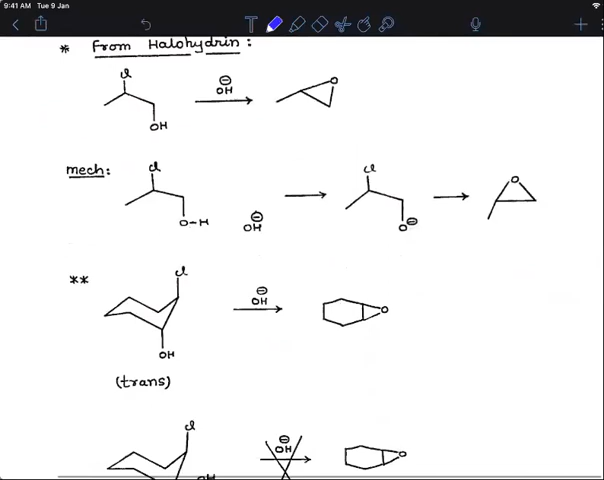 9:41 AM Tue 9 Jan
* From Halohydrin :
Cl
OH
⊖
OH
O
mech:
Cl
O-H
⊖
OH
Cl
O⊖
O
**
Cl
OH
⊖
OH
O
(trans)
Cl
OH
⊖
OH
O